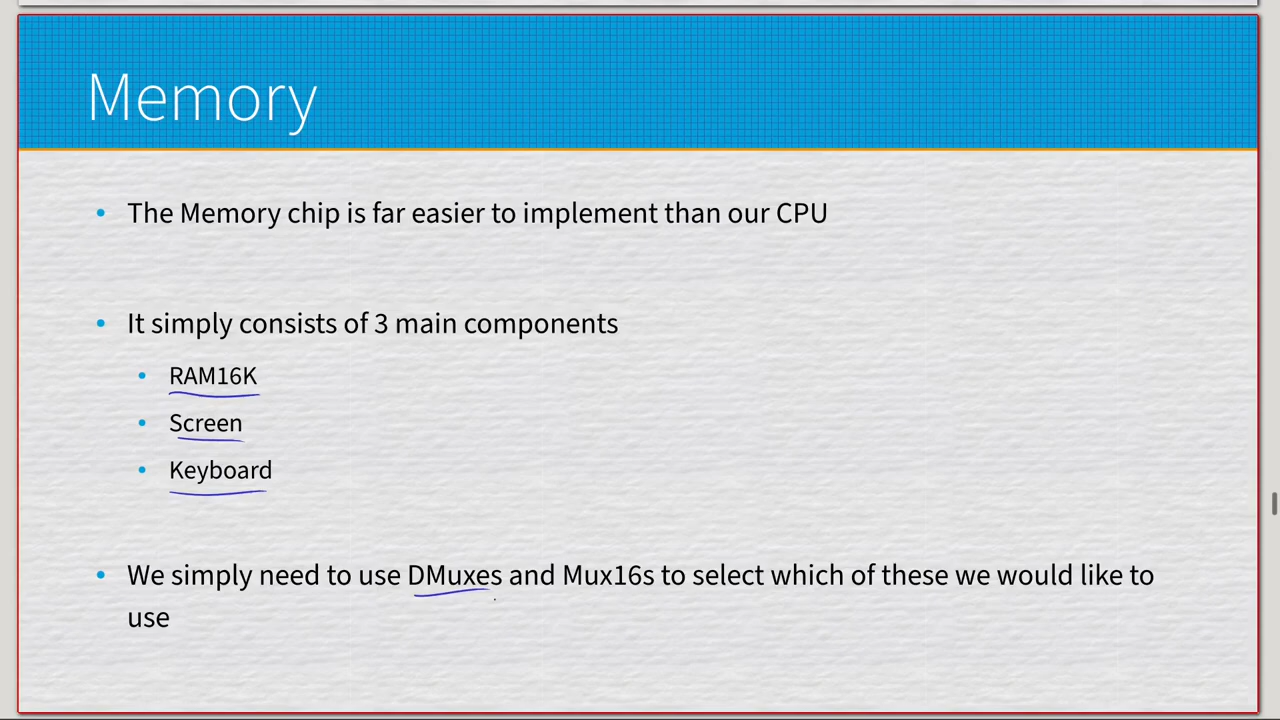 Memory
• The Memory chip is far easier to implement than our CPU
• It simply consists of 3 main components
• RAM16K
• Screen
• Keyboard
• We simply need to use DMuxes and Mux16s to select which of these we would like to
use